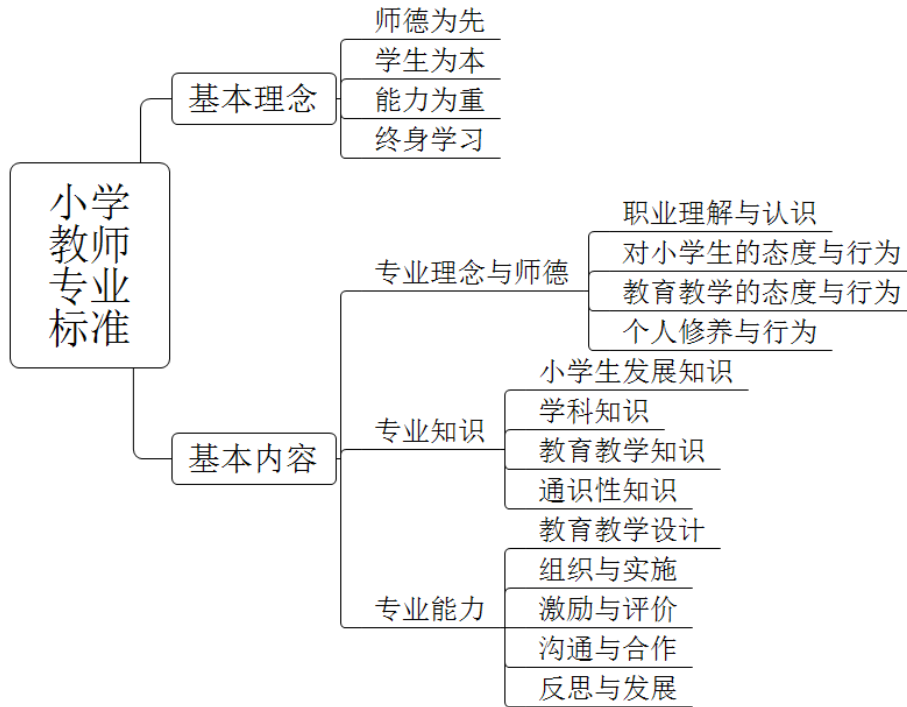 小学
教师
专业
标准
基本理念
师德为先
学生为本
能力为重
终身学习
基本内容
专业理念与师德
职业理解与认识
对小学生的态度与行为
教育教学的态度与行为
个人修养与行为
专业知识
小学生发展知识
学科知识
教育教学知识
通识性知识
专业能力
教育教学设计
组织与实施
激励与评价
沟通与合作
反思与发展